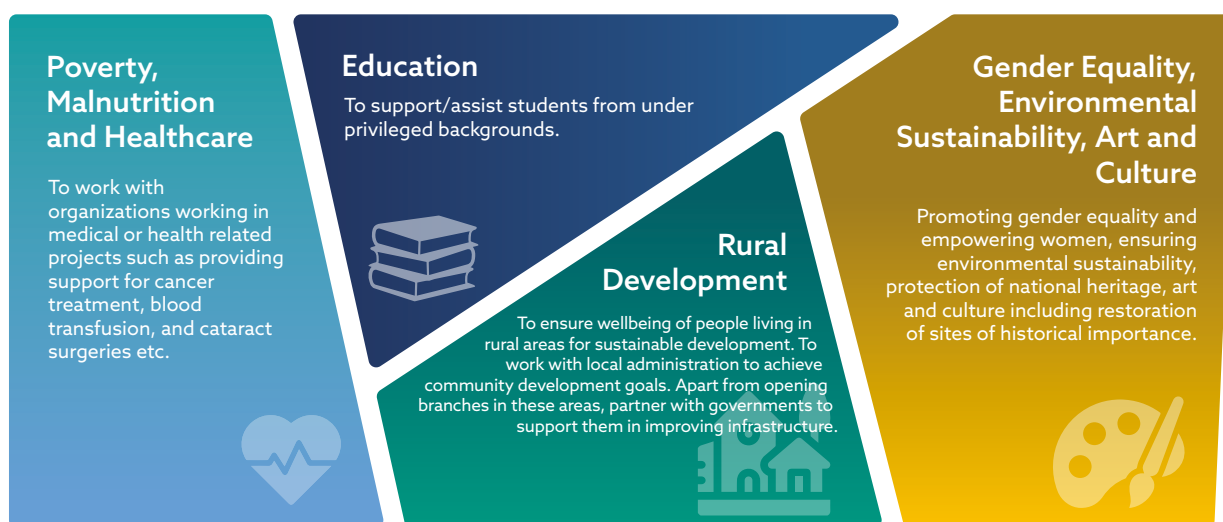 Poverty,
Malnutrition
and Healthcare
To work with
organizations working in
medical or health related
projects such as providing
support for cancer
treatment, blood
transfusion, and cataract
surgeries etc.
Education
To support/assist students from under
privileged backgrounds.
Rural
Development
To ensure wellbeing of people living in
rural areas for sustainable development. To
work with local administration to achieve
community development goals. Apart from opening
branches in these areas, partner with governments to
support them in improving infrastructure.
Gender Equality,
Environmental
Sustainability, Art and
Culture
Promoting gender equality and
empowering women, ensuring
environmental sustainability,
protection of national heritage, art
and culture including restoration
of sites of historical importance.